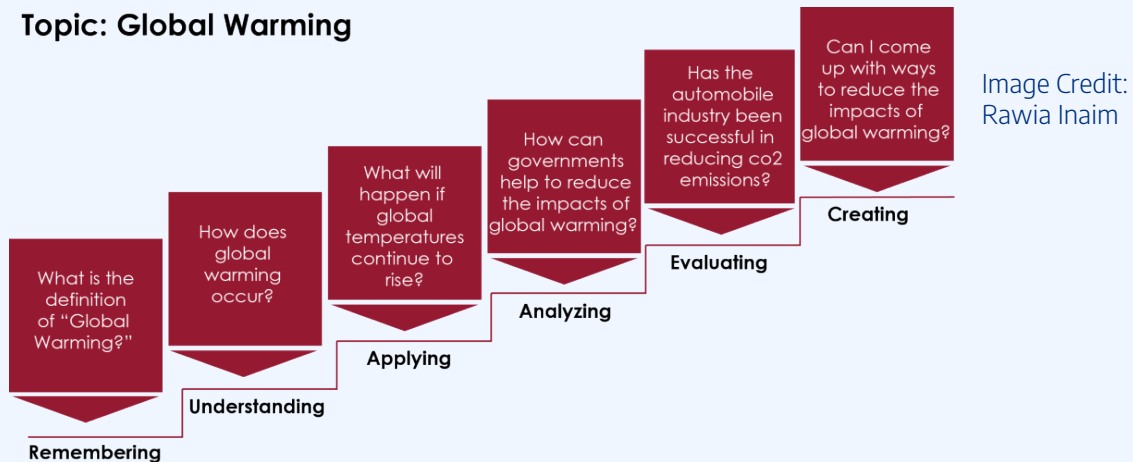 Topic: Global Warming
What is the
definition
of “Global
Warming?”
Remembering
How does
global
warming
occur?
Understanding
What will
happen if
global
temperatures
continue to
rise?
Applying
How can
governments
help to reduce
the impacts of
global warming?
Analyzing
Has the
automobile
industry been
successful in
reducing co2
emissions?
Evaluating
Can I come
up with ways
to reduce the
impacts of
global warming?
Creating
Image Credit:
Rawia Inaim